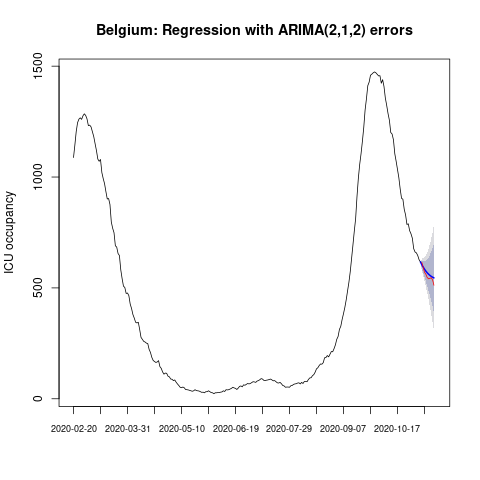 Belgium: Regression with ARIMA(2,1,2) errors
ICU occupancy
1500
1000
500
0
2020-02-20 2020-03-31 2020-05-10 2020-06-19 2020-07-29 2020-09-07 2020-10-17